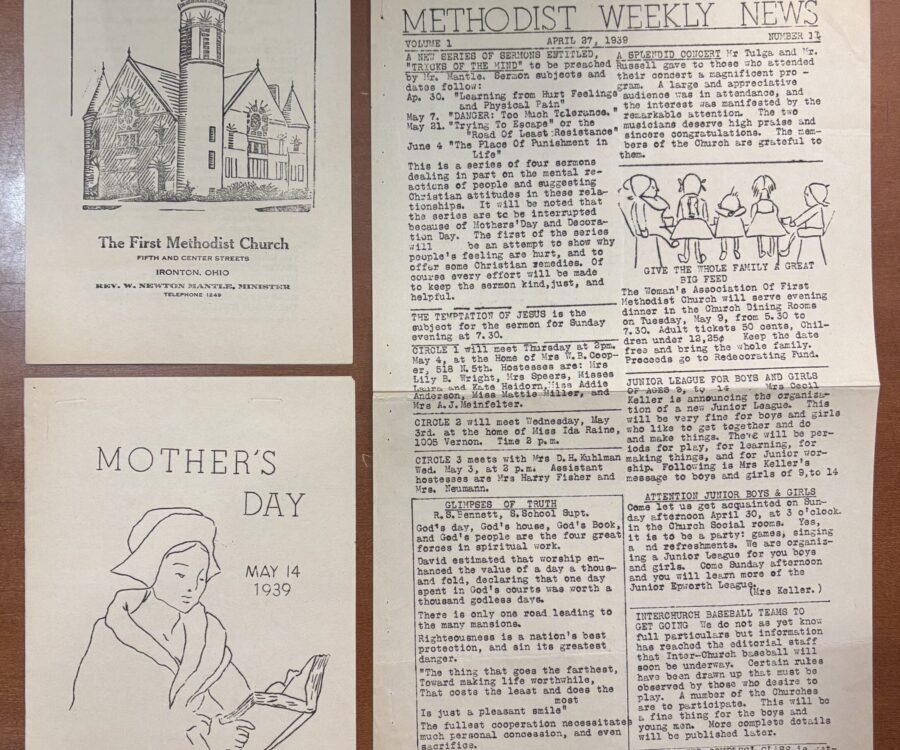 The First Methodist Church
FIFTH AND CENTER STREETS
IRONTON, OHIO
REV. W. NEWTON MANTLE, MINISTER
TELEPHONE 1249
MOTHER'S
DAY
MAY 14
1939
METHODIST WEEKLY NEWS
VOLUME 1 APRIL 27, 1939 NUMBER 11
A NEW SERIES OF SERMONS ENTITLED,
"TRICKS OF THE MIND" to be preached
by Mr. Mantle. Sermon subjects and
dates follow:
Ap. 30. "Learning from Hurt Feelings
and Physical Pain"
May 7. "DANGER: Too Much Tolerance."
May 21. "Trying To Escape" or the
"Road Of Least Resistance"
June 4 "The Place Of Punishment in
Life"
This is a series of four sermons
dealing in part on the mental re-
actions of people and suggesting
Christian attitudes in these rela-
tionships. It will be noted that
the series are to be interrupted
because of Mothers'Day and Decora-
tion Day. The first of the series
will be an attempt to show why
people's feeling are hurt, and to
offer some Christian remedies. Of
course every effort will be made
to keep the sermon kind,just, and
helpful.
THE TEMPTATION OF JESUS is the
subject for the sermon for Sunday
evening at 7.30.
CIRCLE 1 will meet Thursday at 2pm.
May 4, at the Home of Mrs W.B.Coop-
er, 518 N.5th. Hostesses are: Mrs
Lily B. Wright, Mrs Speers, Misses
Laura and Kate Heidorn,Miss Addie
Anderson, Miss Mattie Miller, and
Mrs A.J.Meinfelter.
CIRCLE 2 will meet Wednesday, May
3rd. at the home of Miss Ida Raine,
1005 Vernon. Time 2 p.m.
CIRCLE 3 meets with Mrs D.H.Kuhlman
Wed. May 3, at 2 p.m. Assistant
hostesses are Mrs Harry Fisher and
Mrs. Neumann.
GLIMPSES OF TRUTH
R.S.Bennett, S.School Supt.
God's day, God's house, God's Book,
and God's people are the four great
forces in spiritual work.
David estimated that worship en-
hanced the value of a day a thous-
and fold, declaring that one day
spent in God's courts was worth a
thousand godless days.
There is only one road leading to
the many mansions.
Righteousness is a nation's best
protection, and sin its greatest
danger.
"The thing that goes the farthest,
Toward making life worthwhile,
That costs the least and does the
most
Is just a pleasant smile"
The fullest cooperation necessitates
much personal concession, and even
sacrifice.
A SPLENDID CONCERT Mr Tulga and Mr.
Russell gave to those who attended
their concert a magnificent pro -
gram. A large and appreciative
audience was in attendance, and
the interest was manifested by the
remarkable attention. The two
musicians deserve high praise and
sincere congratulations. The mem-
bers of the Church are grateful to
them.
GIVE THE WHOLE FAMILY A GREAT
BIG FEED
The Woman's Association Of First
Methodist Church will serve evening
dinner in the Church Dining Rooms
on Tuesday, May 9, from 5.30 to
7.30. Adult tickets 50 cents, Chil-
dren under 12,25¢ Keep the date
free and bring the whole family.
Proceeds go to Redecorating Fund.
JUNIOR LEAGUE FOR BOYS AND GIRLS
OF AGES 9, to 14 Mrs Cecil
Keller is announcing the organiza-
tion of a new Junior League. This
will be very fine for boys and girls
who like to get together and do
and make things. There will be per-
iods for play, for learning, for
making things, and for Junior wor-
ship. Following is Mrs Keller's
message to boys and girls of 9,to 14
ATTENTION JUNIOR BOYS & GIRLS
Come let us get acquainted on Sun-
day afternoon April 30, at 3 o'clock.
in the Church Social rooms. Yes,
it is to be a party: games, singing
a nd refreshments. We are organiz-
ing a Junior League for you boys
and girls. Come Sunday afternoon
and you will learn more of the
Junior Epworth League.
(Mrs Keller.)
INTERCHURCH BASEBALL TEAMS TO
GET GOING We do not as yet know
full particulars but information
has reached the editorial staff
that Inter-Church baseball will
soon be underway. Certain rules
have been drawn up that must be
observed by those who desire to
play. A number of the Churches
are to participate. This will be
a fine thing for the boys and
young men. More complete details
will be published later.